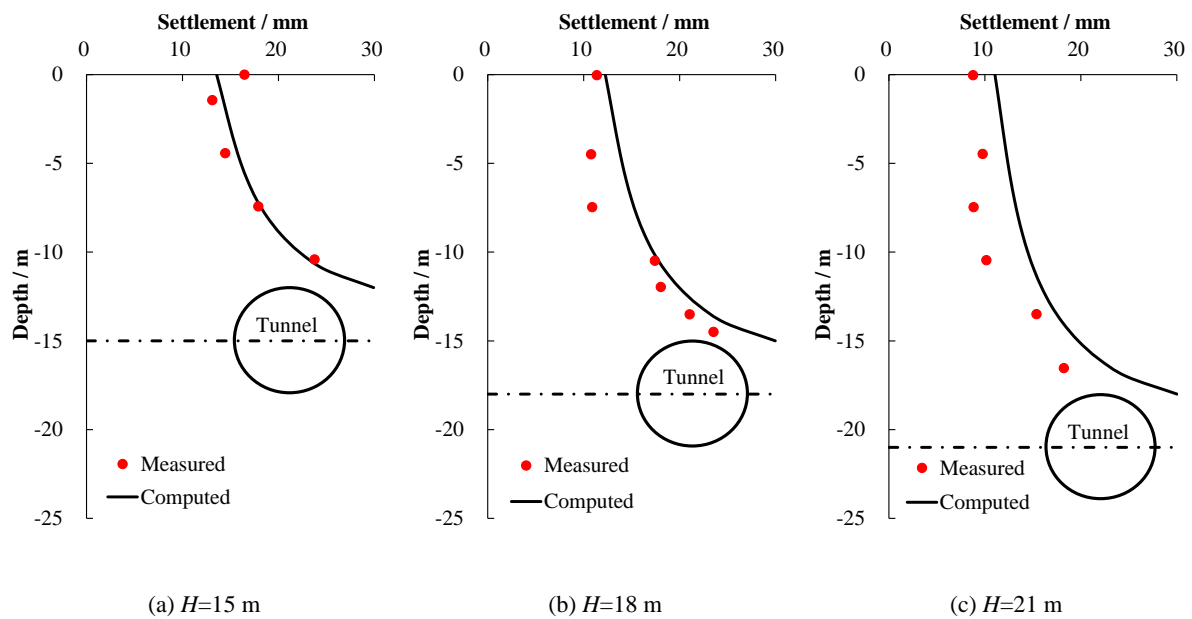 Settlement / mm
0 10 20 30
0
-5
-10
-15
-20
-25
Depth / m
Tunnel
Measured
Computed
(a) H=15 m
Settlement / mm
0 10 20 30
0
-5
-10
-15
-20
-25
Depth / m
Tunnel
Measured
Computed
(b) H=18 m
Settlement / mm
0 10 20 30
0
-5
-10
-15
-20
-25
Depth / m
Tunnel
Measured
Computed
(c) H=21 m